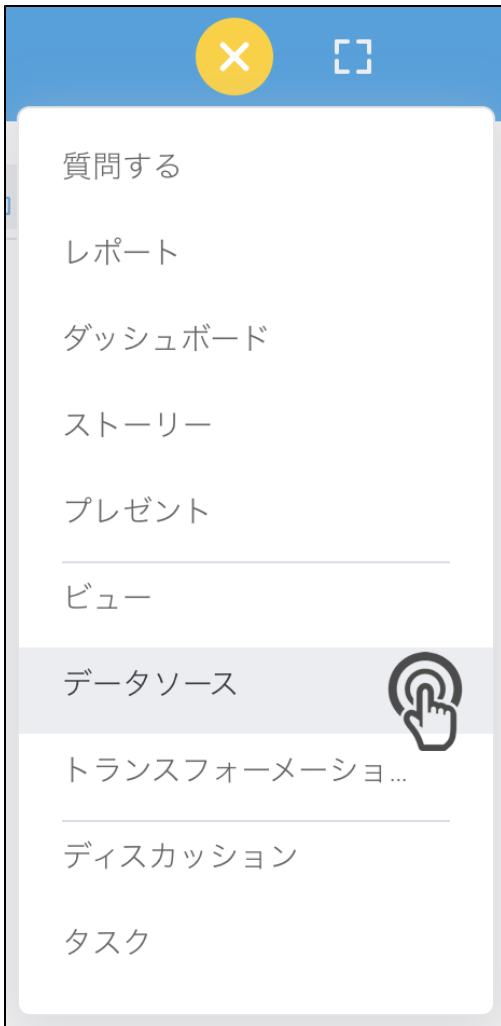 質問する
レポート
ダッシュボード
ストーリー
プレゼント
ビュー
データソース
トランスフォーメーショ...
ディスカッション
タスク